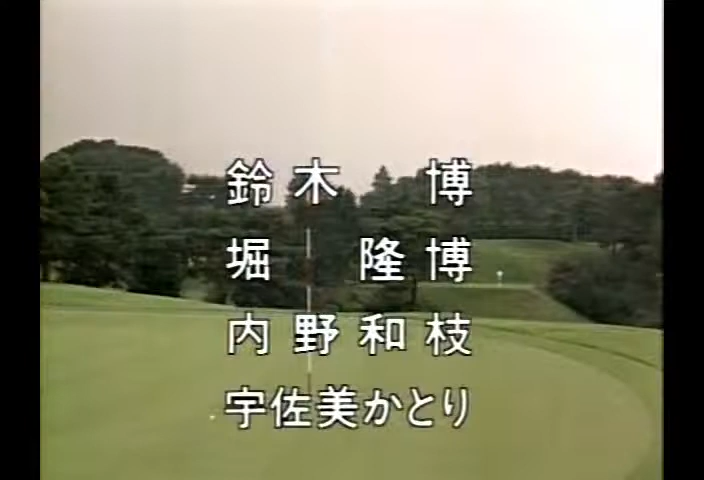 鈴木 博
堀 隆博
内野和枝
宇佐美かとり